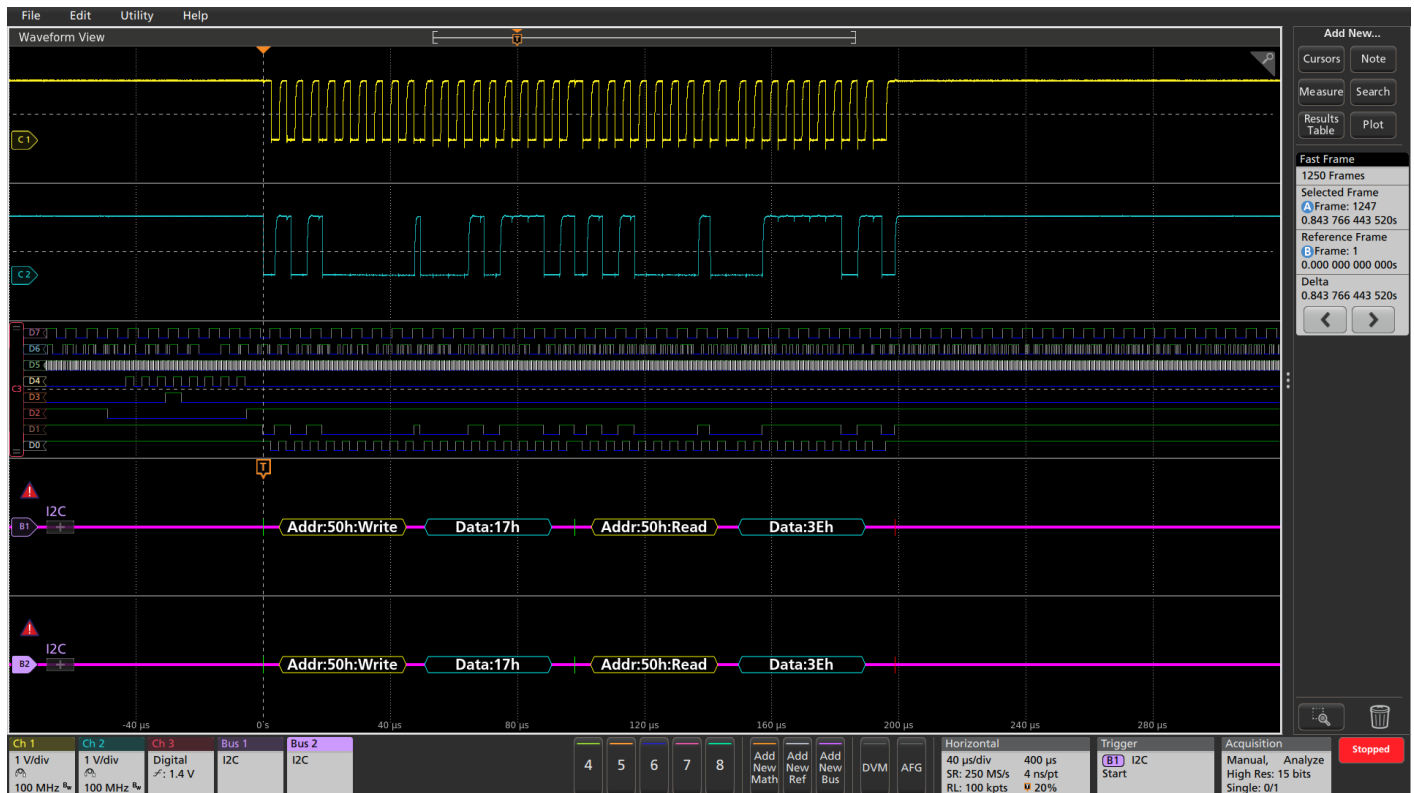 File Edit Utility Help
Waveform View
T
Add New...
Cursors Note
Measure Search
Results Table Plot
Fast Frame
1250 Frames
Selected Frame
A Frame: 1247
0.843 766 443 520s
Reference Frame
B Frame: 1
0.000 000 000 000s
Delta
0.843 766 443 520s
C1
C2
C3
D7
D6
D5
D4
D3
D2
D1
D0
T
I2C
B1 + Addr:50h:Write Data:17h Addr:50h:Read Data:3Eh
I2C
B2 + Addr:50h:Write Data:17h Addr:50h:Read Data:3Eh
-40 µs 0 s 40 µs 80 µs 120 µs 160 µs 200 µs 240 µs 280 µs
Ch 1
1 V/div
100 MHz Bw
Ch 2
1 V/div
100 MHz Bw
Ch 3
Digital
: 1.4 V
Bus 1
I2C
Bus 2
I2C
4 5 6 7 8
Add New Math
Add New Ref
Add New Bus
DVM
AFG
Horizontal
40 µs/div 400 µs
SR: 250 MS/s 4 ns/pt
RL: 100 kpts T 20%
Trigger
B1 I2C
Start
Acquisition
Manual, Analyze
High Res: 15 bits
Single: 0/1
Stopped